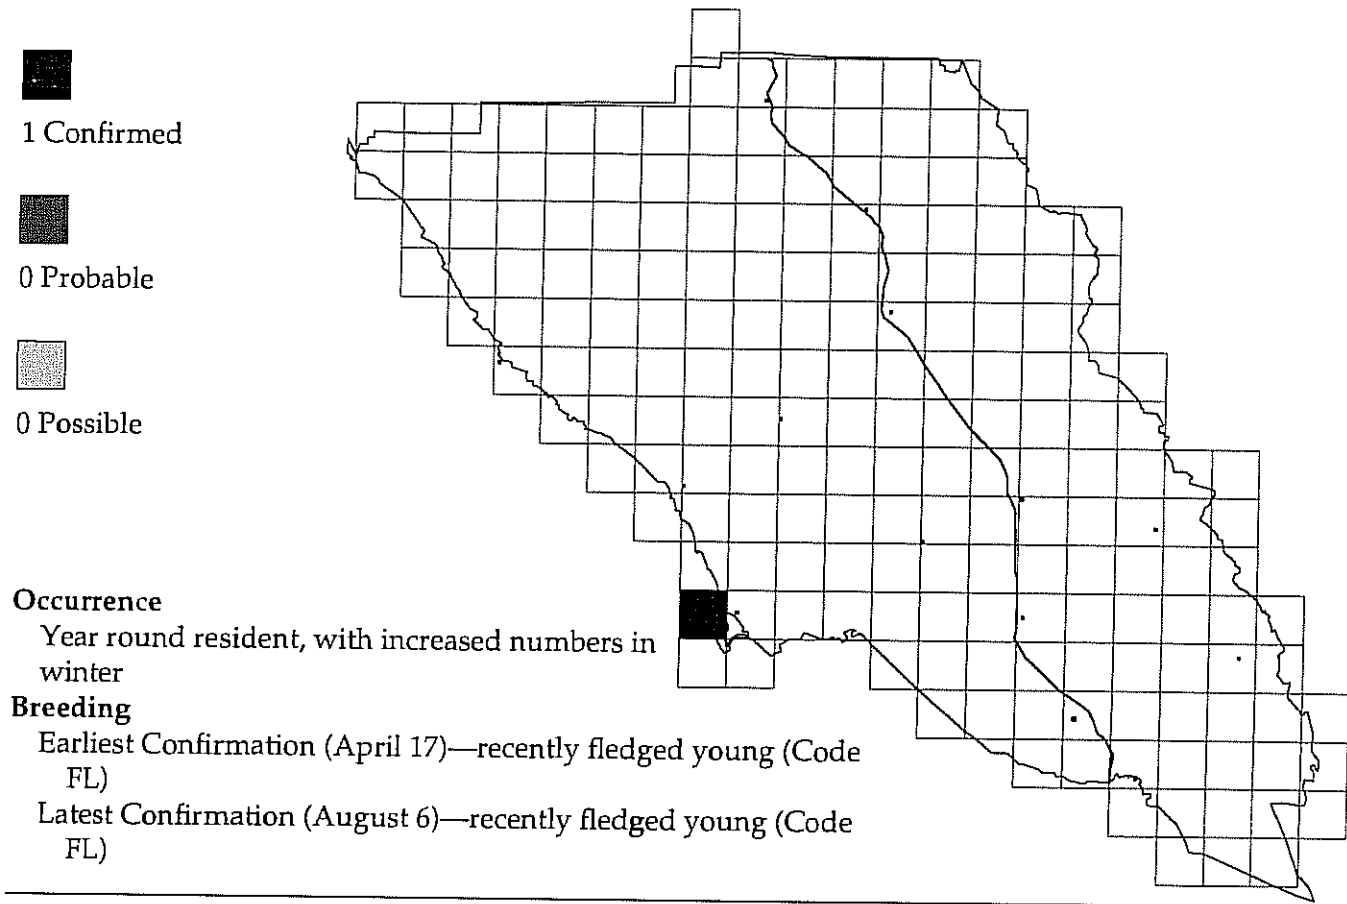 1 Confirmed
0 Probable
0 Possible
Occurrence
Year round resident, with increased numbers in
winter
Breeding
Earliest Confirmation (April 17)—recently fledged young (Code
FL)
Latest Confirmation (August 6)—recently fledged young (Code
FL)